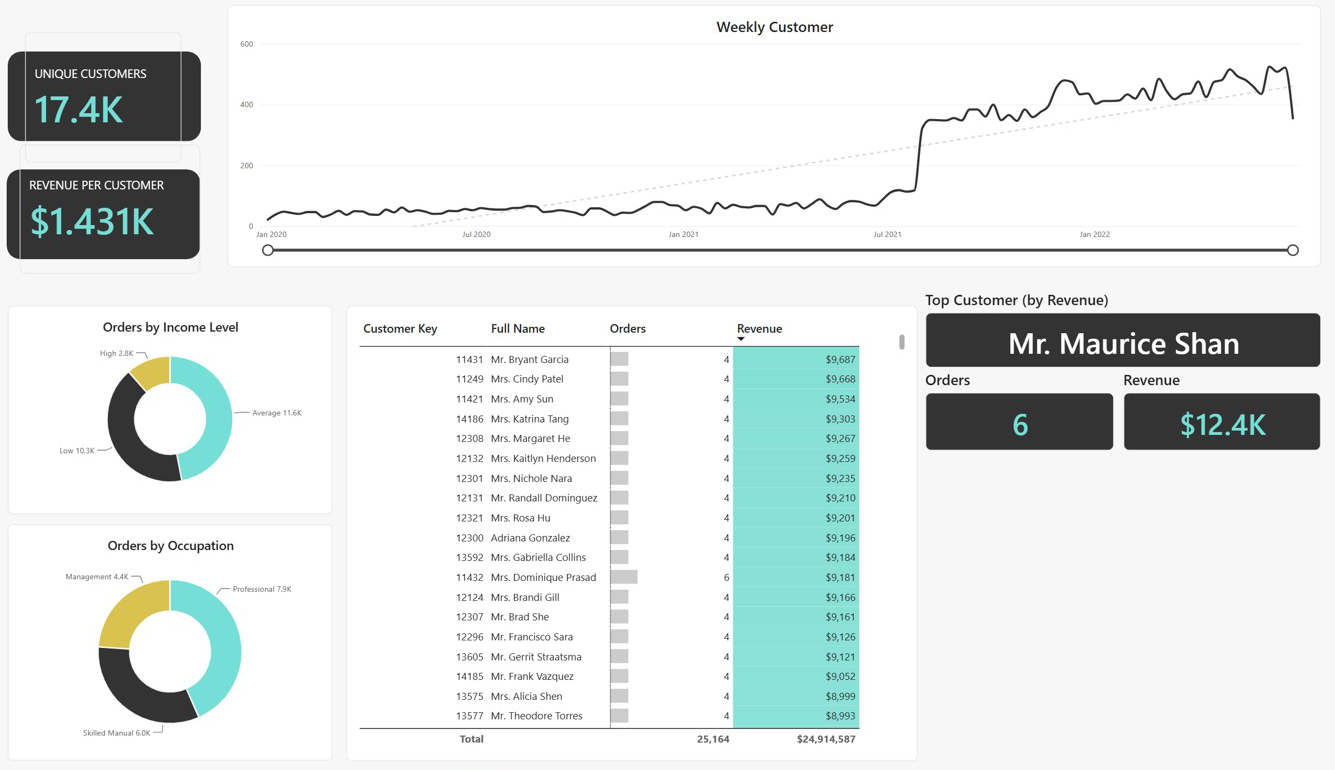 UNIQUE CUSTOMERS
17.4K
REVENUE PER CUSTOMER
$1.431K
Weekly Customer
600
400
200
0
Jan 2020 Jul 2020 Jan 2021 Jul 2021 Jan 2022
Orders by Income Level
High 2.8K
Average 11.6K
Low 10.3K
Orders by Occupation
Management 4.4K
Professional 7.9K
Skilled Manual 6.0K
Customer Key Full Name Orders Revenue
11431 Mr. Bryant Garcia 4 $9,687
11249 Mrs. Cindy Patel 4 $9,668
11421 Mrs. Amy Sun 4 $9,534
14186 Mrs. Katrina Tang 4 $9,303
12308 Mrs. Margaret He 4 $9,267
12132 Mrs. Kaitlyn Henderson 4 $9,259
12301 Mrs. Nichole Nara 4 $9,235
12131 Mr. Randall Dominguez 4 $9,210
12321 Mrs. Rosa Hu 4 $9,201
12300 Adriana Gonzalez 4 $9,196
13592 Mrs. Gabriella Collins 4 $9,184
11432 Mrs. Dominique Prasad 6 $9,181
12124 Mrs. Brandi Gill 4 $9,166
12307 Mr. Brad She 4 $9,161
12296 Mr. Francisco Sara 4 $9,126
13605 Mr. Gerrit Straatsma 4 $9,121
14185 Mr. Frank Vazquez 4 $9,052
13575 Mrs. Alicia Shen 4 $8,999
13577 Mr. Theodore Torres 4 $8,993
Total 25,164 $24,914,587
Top Customer (by Revenue)
Mr. Maurice Shan
Orders Revenue
6 $12.4K